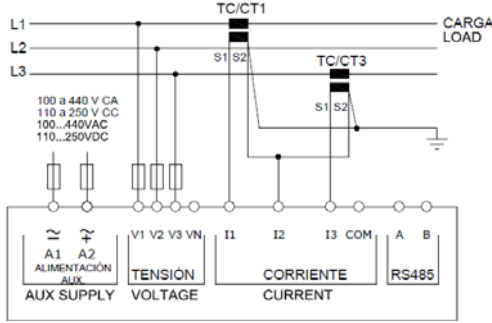 TC/CT1
L1
CARGA
LOAD
L2
S1 S2
TC/CT3
L3
S1 S2
100 a 440 V CA
110 a 250 V CC
100...440VAC
110...250VDC
V1 V2 V3 VN I1 I2 I3 COM A B
A1 A2
ALIMENTACIÓN
AUX.
TENSIÓN CORRIENTE RS485
AUX SUPPLY VOLTAGE CURRENT